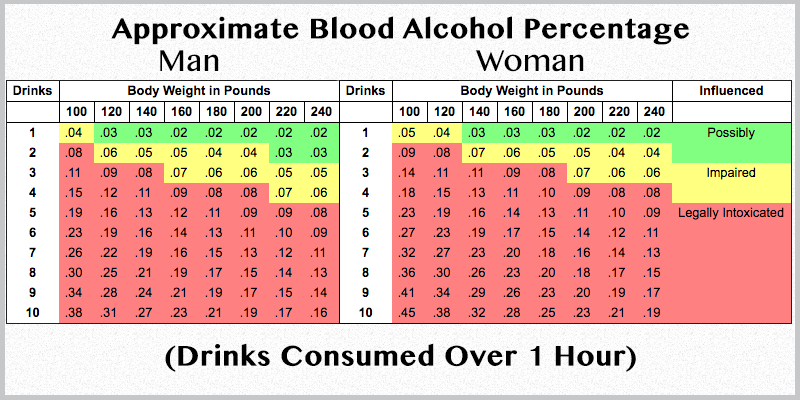 Approximate Blood Alcohol Percentage
Man Woman
Drinks Body Weight in Pounds Drinks Body Weight in Pounds Influenced
100 120 140 160 180 200 220 240 100 120 140 160 180 200 220 240
1 .04 .03 .03 .02 .02 .02 .02 .02 1 .05 .04 .03 .03 .03 .02 .02 .02 Possibly
2 .08 .06 .05 .05 .04 .04 .03 .03 2 .09 .08 .07 .06 .05 .05 .04 .04
3 .11 .09 .08 .07 .06 .06 .05 .05 3 .14 .11 .11 .09 .08 .07 .06 .06 Impaired
4 .15 .12 .11 .09 .08 .08 .07 .06 4 .18 .15 .13 .11 .10 .09 .08 .08
5 .19 .16 .13 .12 .11 .09 .09 .08 5 .23 .19 .16 .14 .13 .11 .10 .09 Legally Intoxicated
6 .23 .19 .16 .14 .13 .11 .10 .09 6 .27 .23 .19 .17 .15 .14 .12 .11
7 .26 .22 .19 .16 .15 .13 .12 .11 7 .32 .27 .23 .20 .18 .16 .14 .13
8 .30 .25 .21 .19 .17 .15 .14 .13 8 .36 .30 .26 .23 .20 .18 .17 .15
9 .34 .28 .24 .21 .19 .17 .15 .14 9 .41 .34 .29 .26 .23 .20 .19 .17
10 .38 .31 .27 .23 .21 .19 .17 .16 10 .45 .38 .32 .28 .25 .23 .21 .19
(Drinks Consumed Over 1 Hour)